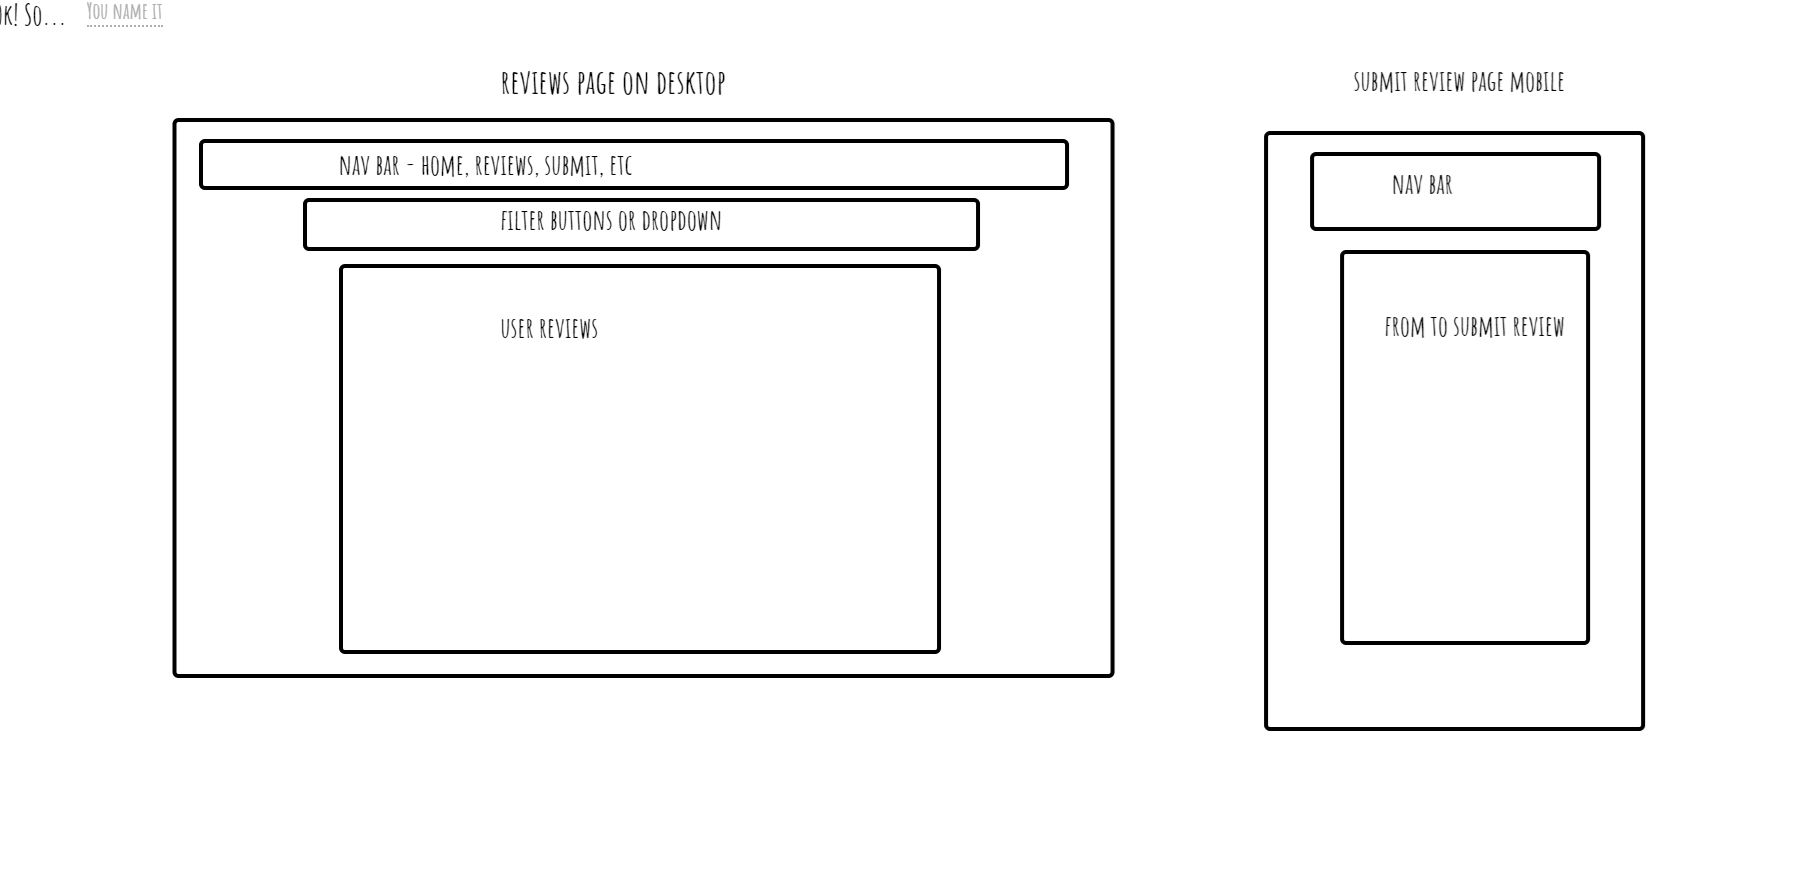 OK! SO... YOU NAME IT
REVIEWS PAGE ON DESKTOP
NAV BAR - HOME, REVIEWS, SUBMIT, ETC
FILTER BUTTONS OR DROPDOWN
USER REVIEWS
SUBMIT REVIEW PAGE MOBILE
NAV BAR
FROM TO SUBMIT REVIEW